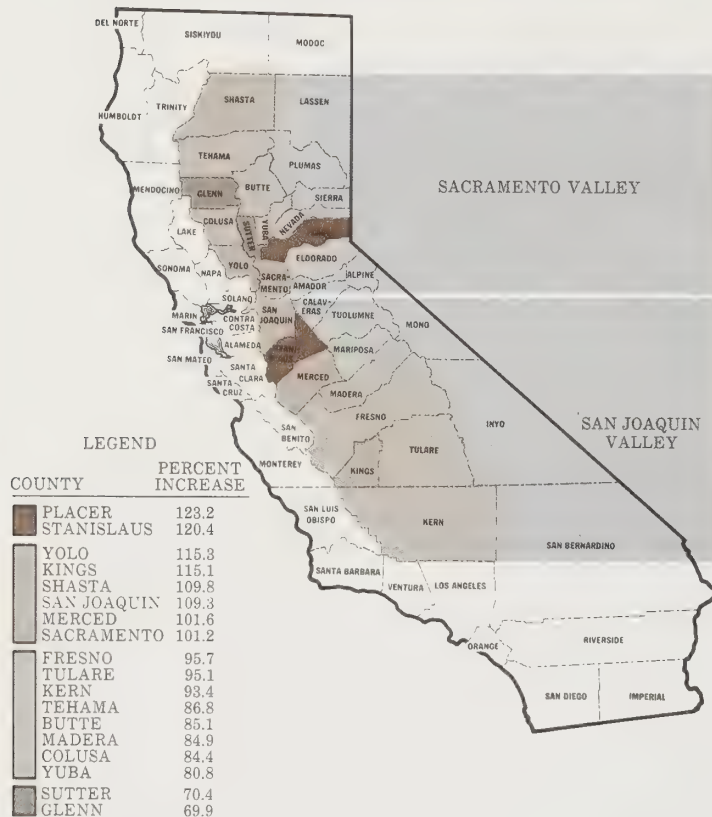 DEL NORTE
SISKIYOU
MODOC
HUMBOLDT
TRINITY
SHASTA
LASSEN
TEHAMA
PLUMAS
MENDOCINO
GLENN
BUTTE
SIERRA
SACRAMENTO VALLEY
COLUSA
SUTTER
YUBA
NEVADA
LAKE
ELDORADO
SONOMA
NAPA
YOLO
SACRA-
MENTO
AMADOR
ALPINE
SOLANO
CALAV-
ERAS
MARIN
CONTRA
COSTA
SAN
JOAQUIN
TUOLUMNE
MONO
SAN FRANCISCO
ALAMEDA
MARIPOSA
SAN MATEO
SANTA
CLARA
MERCED
SANTA
CRUZ
MADERA
FRESNO
INYO
SAN JOAQUIN
VALLEY
SAN
BENITO
TULARE
MONTEREY
KINGS
SAN LUIS
OBISPO
KERN
SAN BERNARDINO
SANTA BARBARA
VENTURA
LOS ANGELES
ORANGE
RIVERSIDE
SAN DIEGO
IMPERIAL
LEGEND
COUNTY PERCENT
INCREASE
PLACER 123.2
STANISLAUS 120.4
YOLO 115.3
KINGS 115.1
SHASTA 109.8
SAN JOAQUIN 109.3
MERCED 101.6
SACRAMENTO 101.2
FRESNO 95.7
TULARE 95.1
KERN 93.4
TEHAMA 86.8
BUTTE 85.1
MADERA 84.9
COLUSA 84.4
YUBA 80.8
SUTTER 70.4
GLENN 69.9